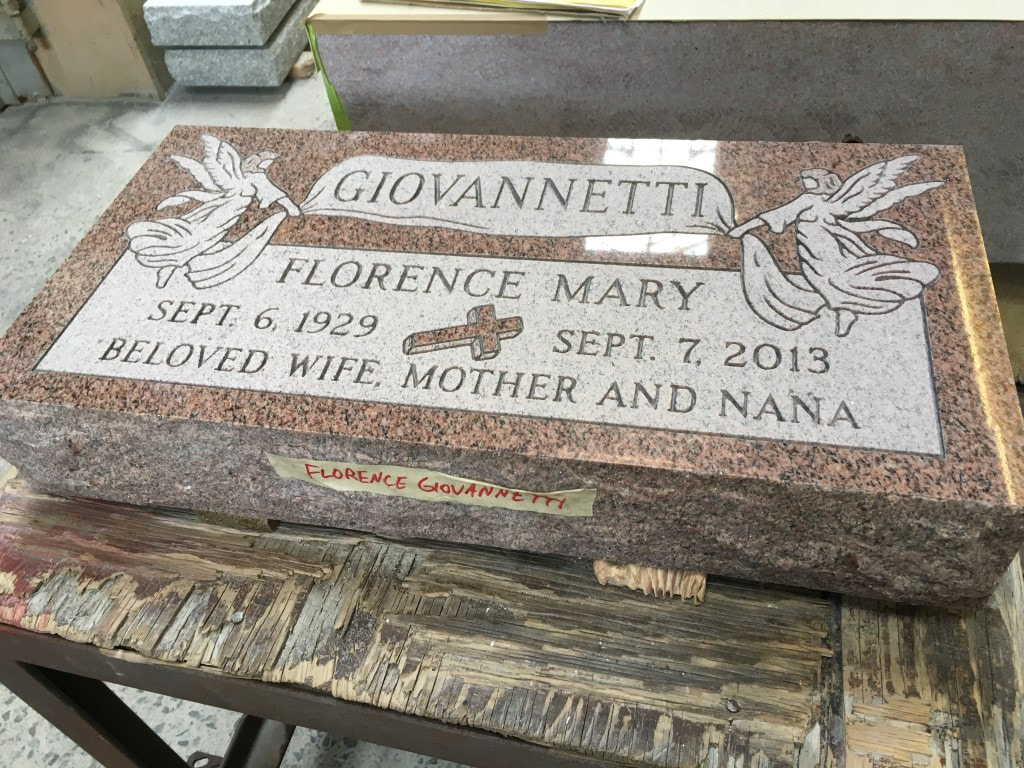 GIOVANNETTI
FLORENCE MARY
SEPT. 6, 1929 SEPT. 7, 2013
BELOVED WIFE, MOTHER AND NANA
FLORENCE GIOVANNETTI